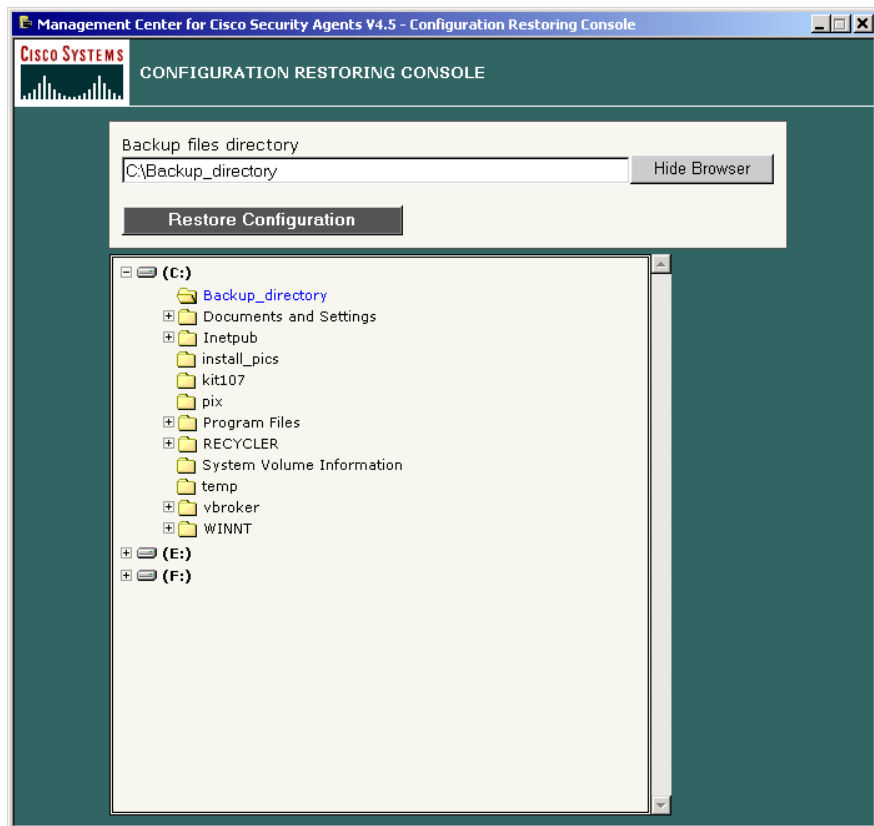 Management Center for Cisco Security Agents V4.5 - Configuration Restoring Console
CISCO SYSTEMS
CONFIGURATION RESTORING CONSOLE
Backup files directory
C:\Backup_directory
Hide Browser
Restore Configuration
(C:)
Backup_directory
Documents and Settings
Inetpub
install_pics
kit107
pix
Program Files
RECYCLER
System Volume Information
temp
vbroker
WINNT
(E:)
(F:)